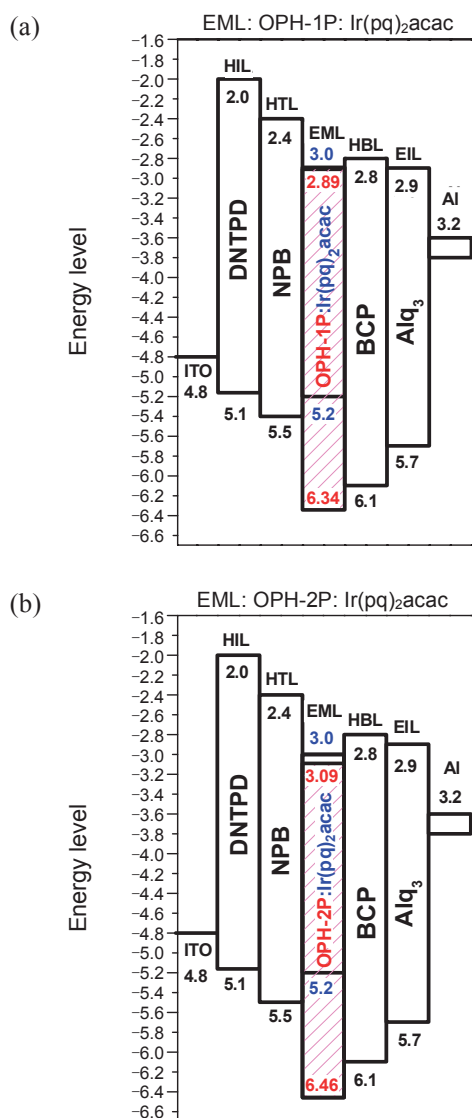 (a)
EML: OPH-1P: Ir(pq)₂acac
Energy level
−1.6
−1.8
−2.0
−2.2
−2.4
−2.6
−2.8
−3.0
−3.2
−3.4
−3.6
−3.8
−4.0
−4.2
−4.4
−4.6
−4.8
−5.0
−5.2
−5.4
−5.6
−5.8
−6.0
−6.2
−6.4
−6.6
ITO
4.8
HIL
2.0
DNTPD
5.1
HTL
2.4
NPB
5.5
EML
3.0
2.89
OPH-1P:Ir(pq)₂acac
5.2
6.34
HBL
2.8
BCP
6.1
EIL
2.9
Alq₃
5.7
Al
3.2
(b)
EML: OPH-2P: Ir(pq)₂acac
Energy level
−1.6
−1.8
−2.0
−2.2
−2.4
−2.6
−2.8
−3.0
−3.2
−3.4
−3.6
−3.8
−4.0
−4.2
−4.4
−4.6
−4.8
−5.0
−5.2
−5.4
−5.6
−5.8
−6.0
−6.2
−6.4
−6.6
ITO
4.8
HIL
2.0
DNTPD
5.1
HTL
2.4
NPB
5.5
EML
3.0
3.09
OPH-2P:Ir(pq)₂acac
5.2
6.46
HBL
2.8
BCP
6.1
EIL
2.9
Alq₃
5.7
Al
3.2